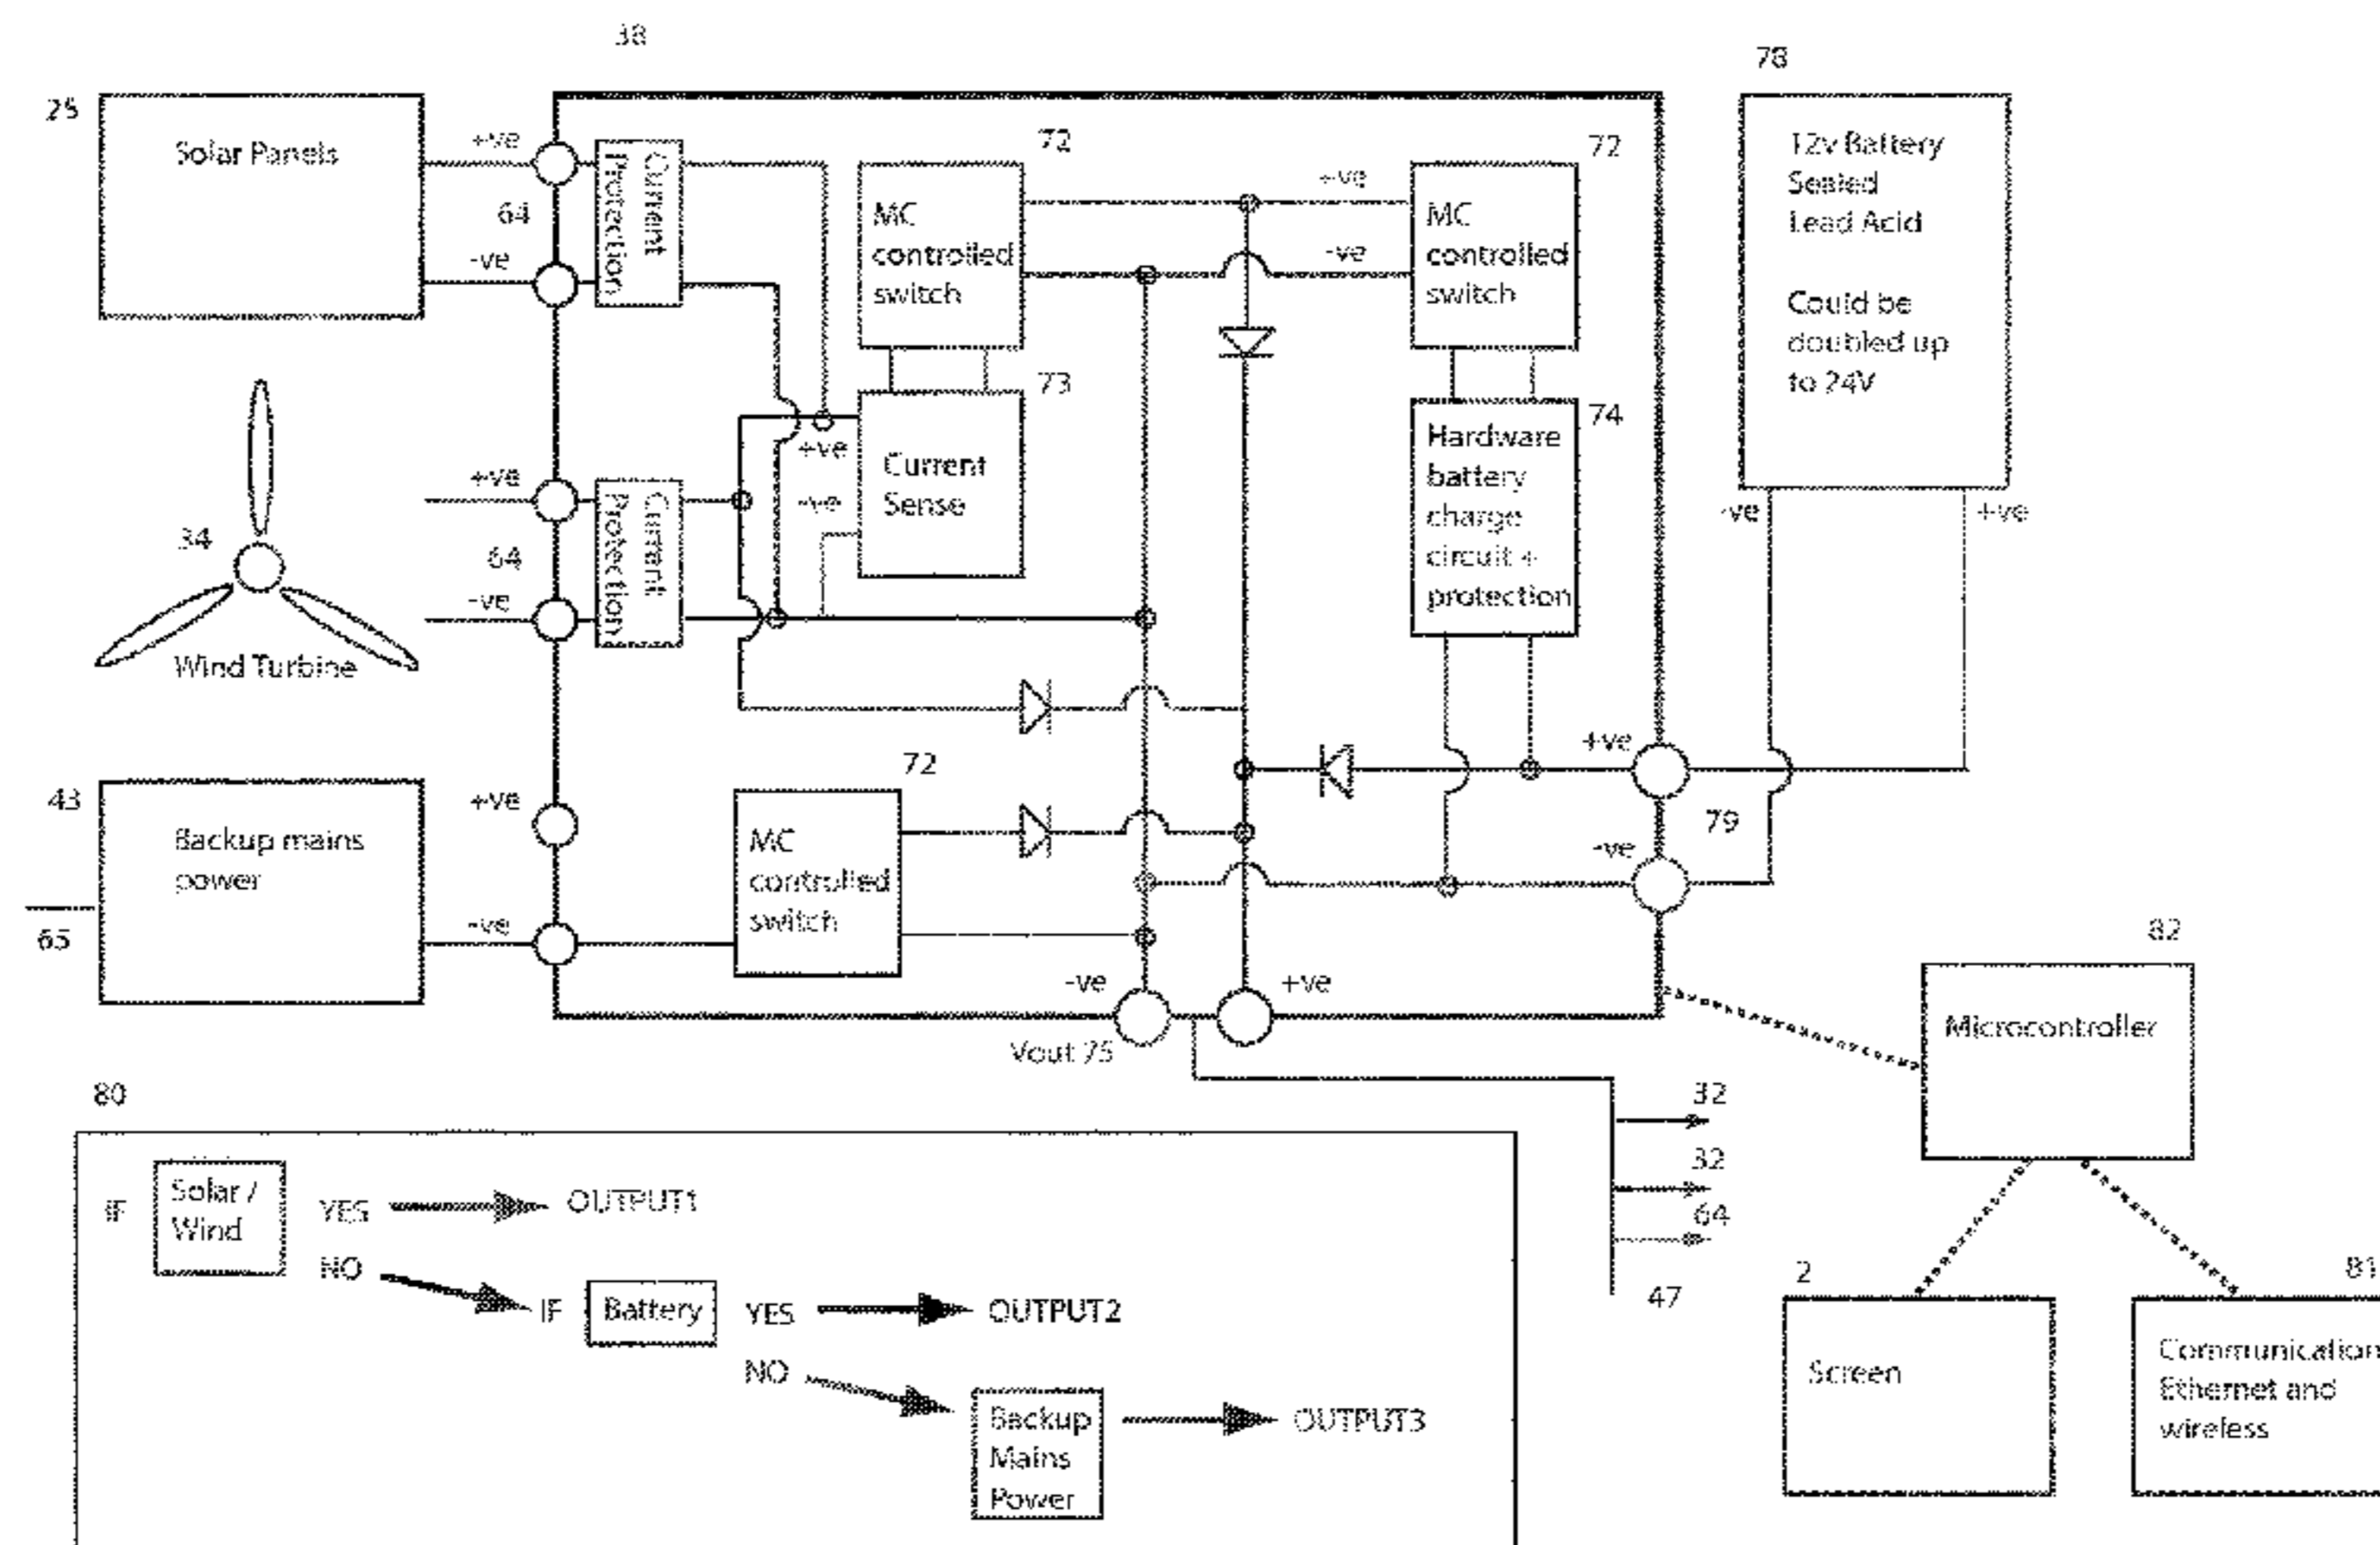 38
78
25
Solar Panels
+ve
64
-ve
Current
Protection
72
MC
controlled
switch
+ve
-ve
72
MC
controlled
switch
12v Battery
Sealed
Lead Acid
Could be
doubled up
to 24V
-ve
+ve
73
+ve
-ve
Current
Sense
74
Hardware
battery
charge
circuit +
protection
34
Wind Turbine
+ve
64
-ve
Current
Protection
43
Backup mains
power
65
+ve
-ve
72
MC
controlled
switch
+ve
79
-ve
-ve
+ve
Vout 75
82
Microcontroller
32
32
64
47
2
Screen
81
Communication
Ethernet and
wireless
80
IF
Solar /
Wind
YES
OUTPUT1
NO
IF
Battery
YES
OUTPUT2
NO
Backup
Mains
Power
OUTPUT3